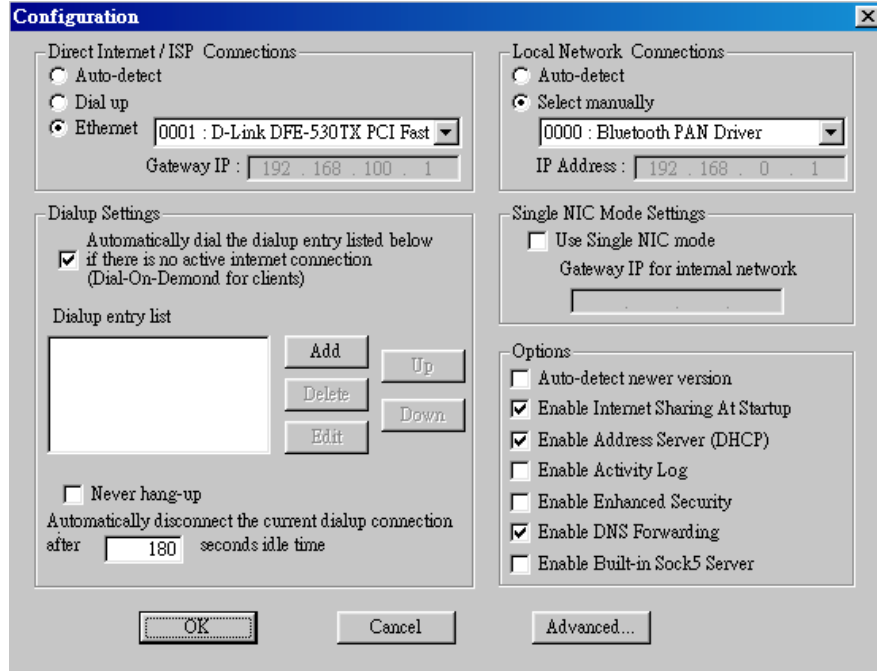 Configuration
Direct Internet / ISP Connections
Auto-detect
Dial up
Ethernet
0001 : D-Link DFE-530TX PCI Fast
Gateway IP :
192 . 168 . 100 . 1
Local Network Connections
Auto-detect
Select manually
0000 : Bluetooth PAN Driver
IP Address :
192 . 168 . 0 . 1
Dialup Settings
Automatically dial the dialup entry listed below
if there is no active internet connection
(Dial-On-Demond for clients)
Dialup entry list
Add
Delete
Edit
Up
Down
Never hang-up
Automatically disconnect the current dialup connection
after 180 seconds idle time
Single NIC Mode Settings
Use Single NIC mode
Gateway IP for internal network
. . .
Options
Auto-detect newer version
Enable Internet Sharing At Startup
Enable Address Server (DHCP)
Enable Activity Log
Enable Enhanced Security
Enable DNS Forwarding
Enable Built-in Sock5 Server
OK
Cancel
Advanced...